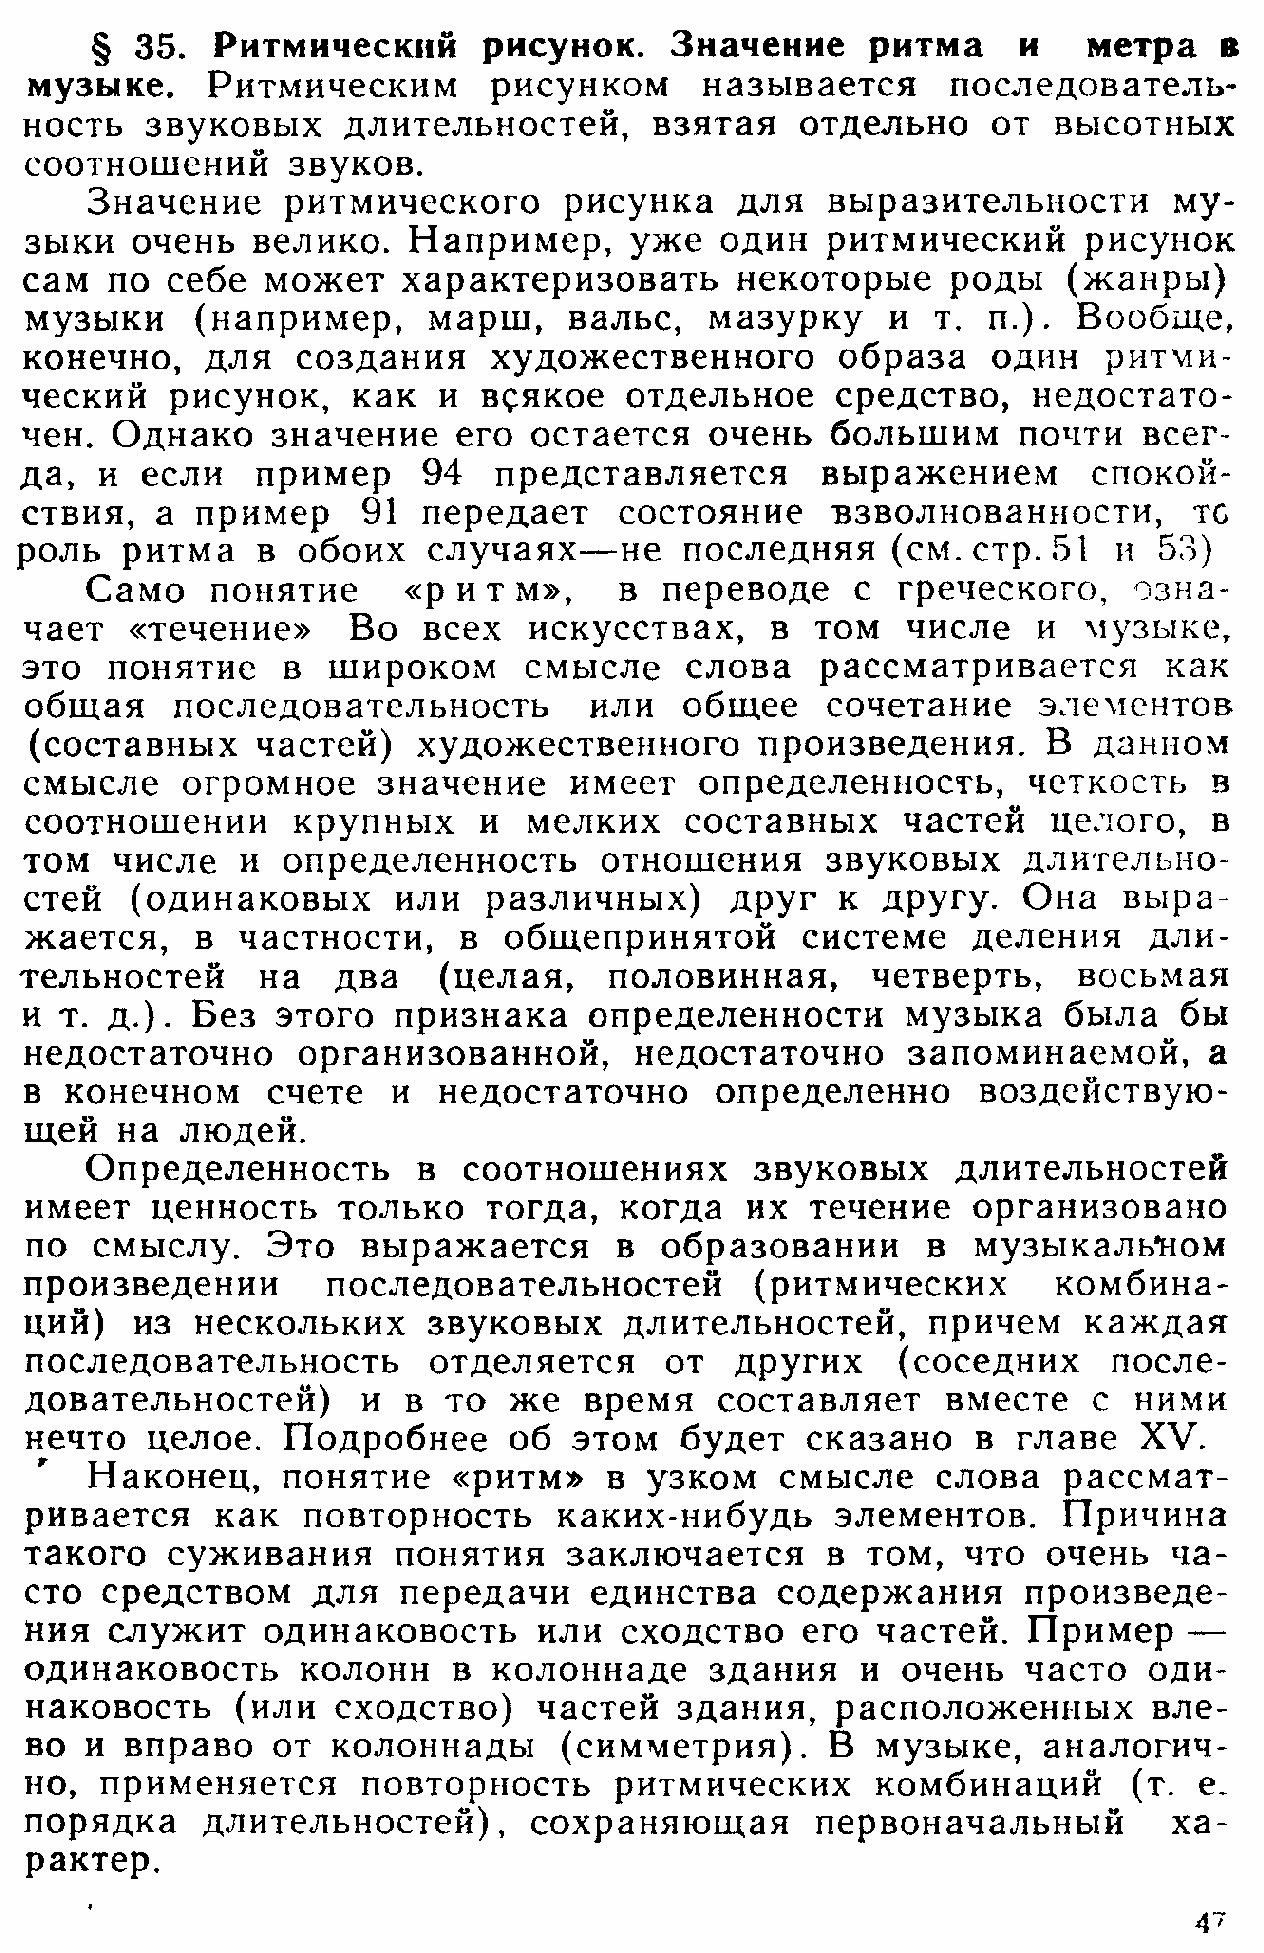 § 35. Ритмический рисунок. Значение ритма и метра в
музыке. Ритмическим рисунком называется последователь-
ность звуковых длительностей, взятая отдельно от высотных
соотношений звуков.
Значение ритмического рисунка для выразительности му-
зыки очень велико. Например, уже один ритмический рисунок
сам по себе может характеризовать некоторые роды (жанры)
музыки (например, марш, вальс, мазурку и т. п.). Вообще,
конечно, для создания художественного образа один ритми-
ческий рисунок, как и всякое отдельное средство, недостато-
чен. Однако значение его остается очень большим почти всег-
да, и если пример 94 представляется выражением спокой-
ствия, а пример 91 передает состояние взволнованности, то
роль ритма в обоих случаях—не последняя (см. стр. 51 и 53)
Само понятие «ритм», в переводе с греческого, озна-
чает «течение» Во всех искусствах, в том числе и музыке,
это понятие в широком смысле слова рассматривается как
общая последовательность или общее сочетание элементов
(составных частей) художественного произведения. В данном
смысле огромное значение имеет определенность, четкость в
соотношении крупных и мелких составных частей целого, в
том числе и определенность отношения звуковых длительно-
стей (одинаковых или различных) друг к другу. Она выра-
жается, в частности, в общепринятой системе деления дли-
тельностей на два (целая, половинная, четверть, восьмая
и т. д.). Без этого признака определенности музыка была бы
недостаточно организованной, недостаточно запоминаемой, а
в конечном счете и недостаточно определенно воздействую-
щей на людей.
Определенность в соотношениях звуковых длительностей
имеет ценность только тогда, когда их течение организовано
по смыслу. Это выражается в образовании в музыкальном
произведении последовательностей (ритмических комбина-
ций) из нескольких звуковых длительностей, причем каждая
последовательность отделяется от других (соседних после-
довательностей) и в то же время составляет вместе с ними
нечто целое. Подробнее об этом будет сказано в главе XV.
Наконец, понятие «ритм» в узком смысле слова рассмат-
ривается как повторность каких-нибудь элементов. Причина
такого суживания понятия заключается в том, что очень ча-
сто средством для передачи единства содержания произведе-
ния служит одинаковость или сходство его частей. Пример —
одинаковость колонн в колоннаде здания и очень часто оди-
наковость (или сходство) частей здания, расположенных вле-
во и вправо от колоннады (симметрия). В музыке, аналогич-
но, применяется повторность ритмических комбинаций (т. е.
порядка длительностей), сохраняющая первоначальный ха-
рактер.
47